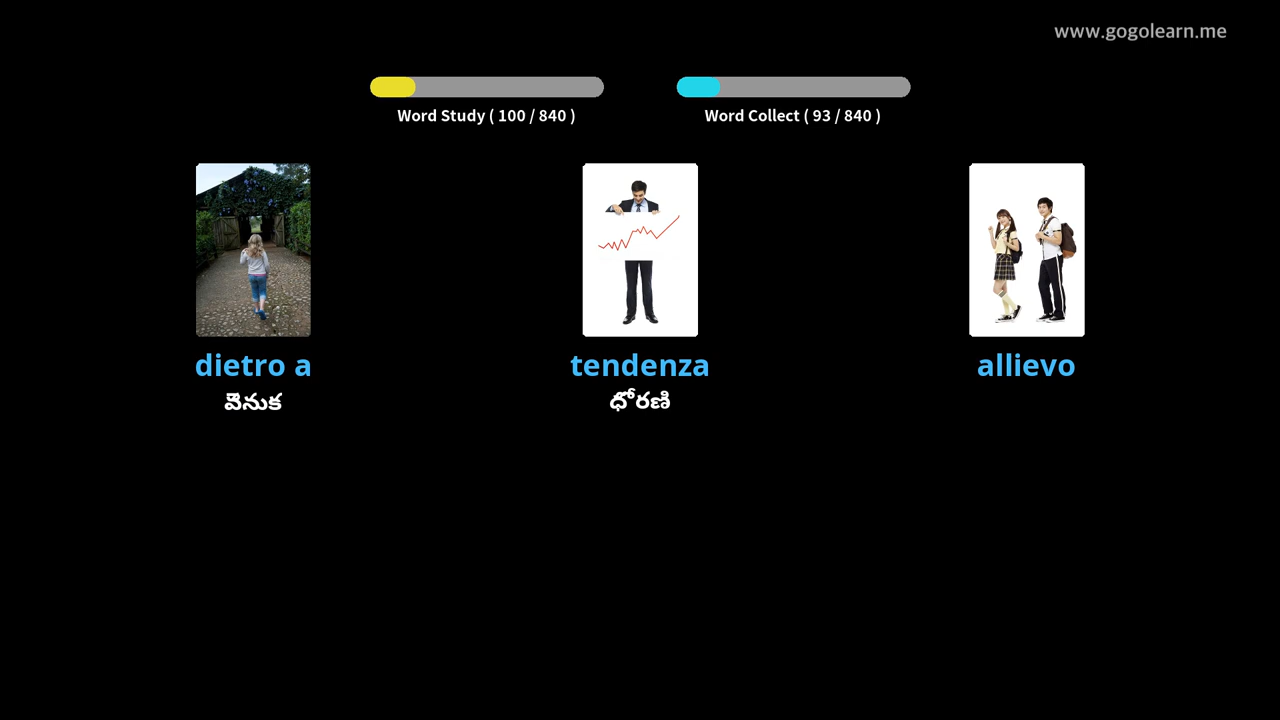 www.gogolearn.me
Word Study ( 100 / 840 )
Word Collect ( 93 / 840 )
dietro a
వెనుక
tendenza
ధోరణి
allievo